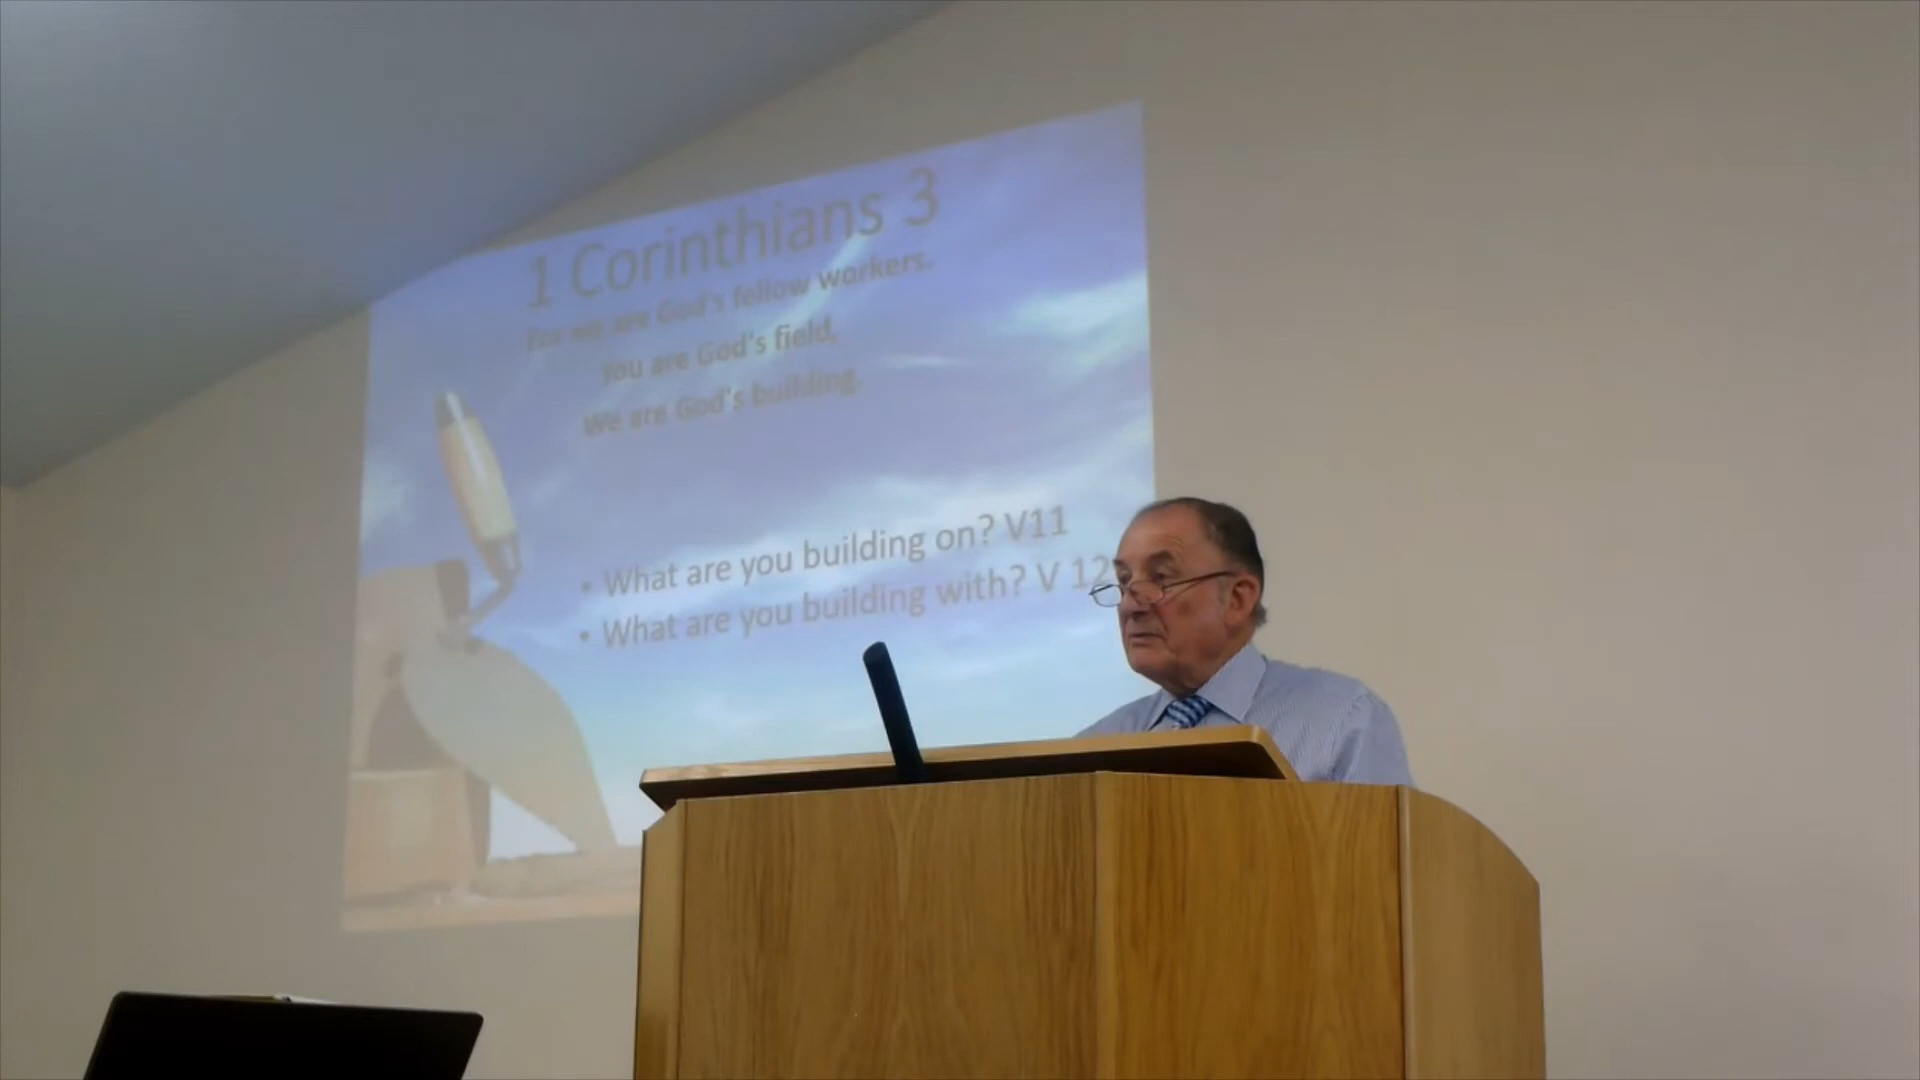 1 Corinthians 3
For we are God's fellow workers.
You are God's field,
We are God's building.
• What are you building on? V11
• What are you building with? V 12